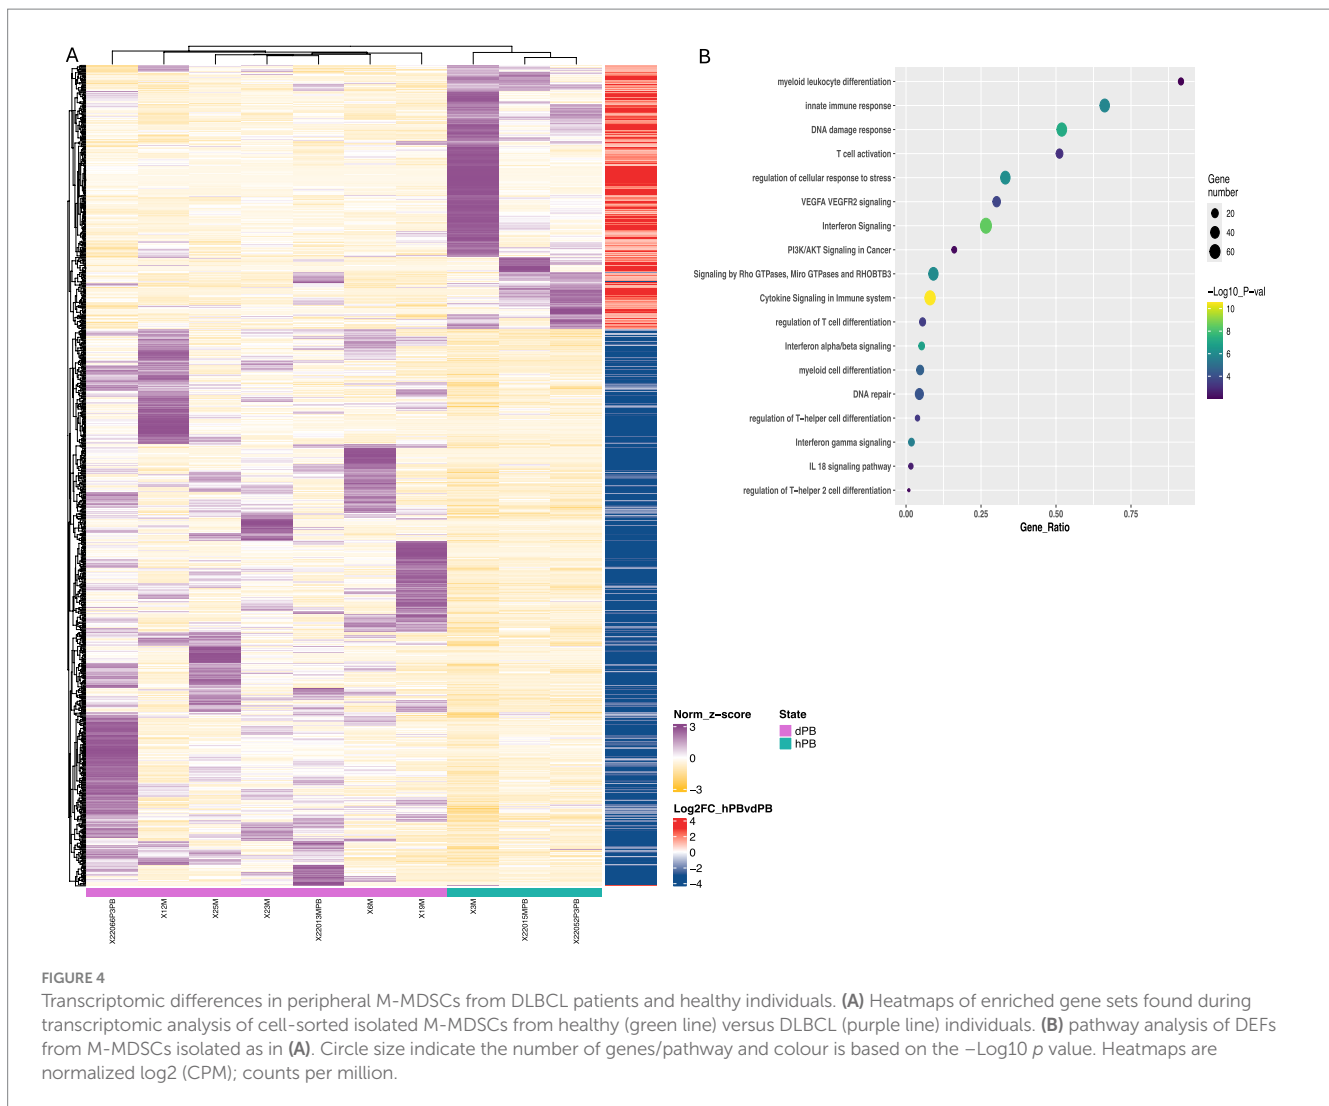 A
Norm_z-score
3
0
-3
Log2FC_hPBvdPB
4
2
0
-2
-4
State
dPB
hPB
X22066P3PB
X12M
X25M
X23M
X22013MPB
X6M
X19M
X3M
X22015MPB
X22052P3PB
B
myeloid leukocyte differentiation
innate immune response
DNA damage response
T cell activation
regulation of cellular response to stress
VEGFA VEGFR2 signaling
Interferon Signaling
PI3K/AKT Signaling in Cancer
Signaling by Rho GTPases, Miro GTPases and RHOBTB3
Cytokine Signaling in Immune system
regulation of T cell differentiation
Interferon alpha/beta signaling
myeloid cell differentiation
DNA repair
regulation of T-helper cell differentiation
Interferon gamma signaling
IL 18 signaling pathway
regulation of T-helper 2 cell differentiation
0.00
0.25
0.50
0.75
Gene_Ratio
Gene
number
20
40
60
-Log10_P-val
10
8
6
4
FIGURE 4
Transcriptomic differences in peripheral M-MDSCs from DLBCL patients and healthy individuals. (A) Heatmaps of enriched gene sets found during
transcriptomic analysis of cell-sorted isolated M-MDSCs from healthy (green line) versus DLBCL (purple line) individuals. (B) pathway analysis of DEFs
from M-MDSCs isolated as in (A). Circle size indicate the number of genes/pathway and colour is based on the −Log10 p value. Heatmaps are
normalized log2 (CPM); counts per million.